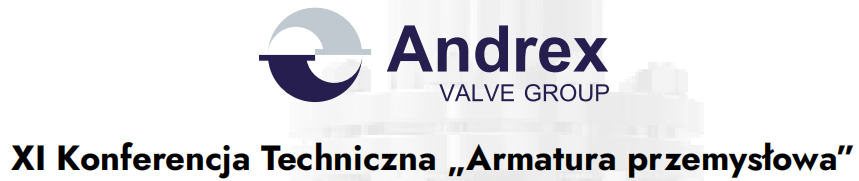 Andrex
VALVE GROUP
XI Konferencja Techniczna „Armatura przemysłowa”